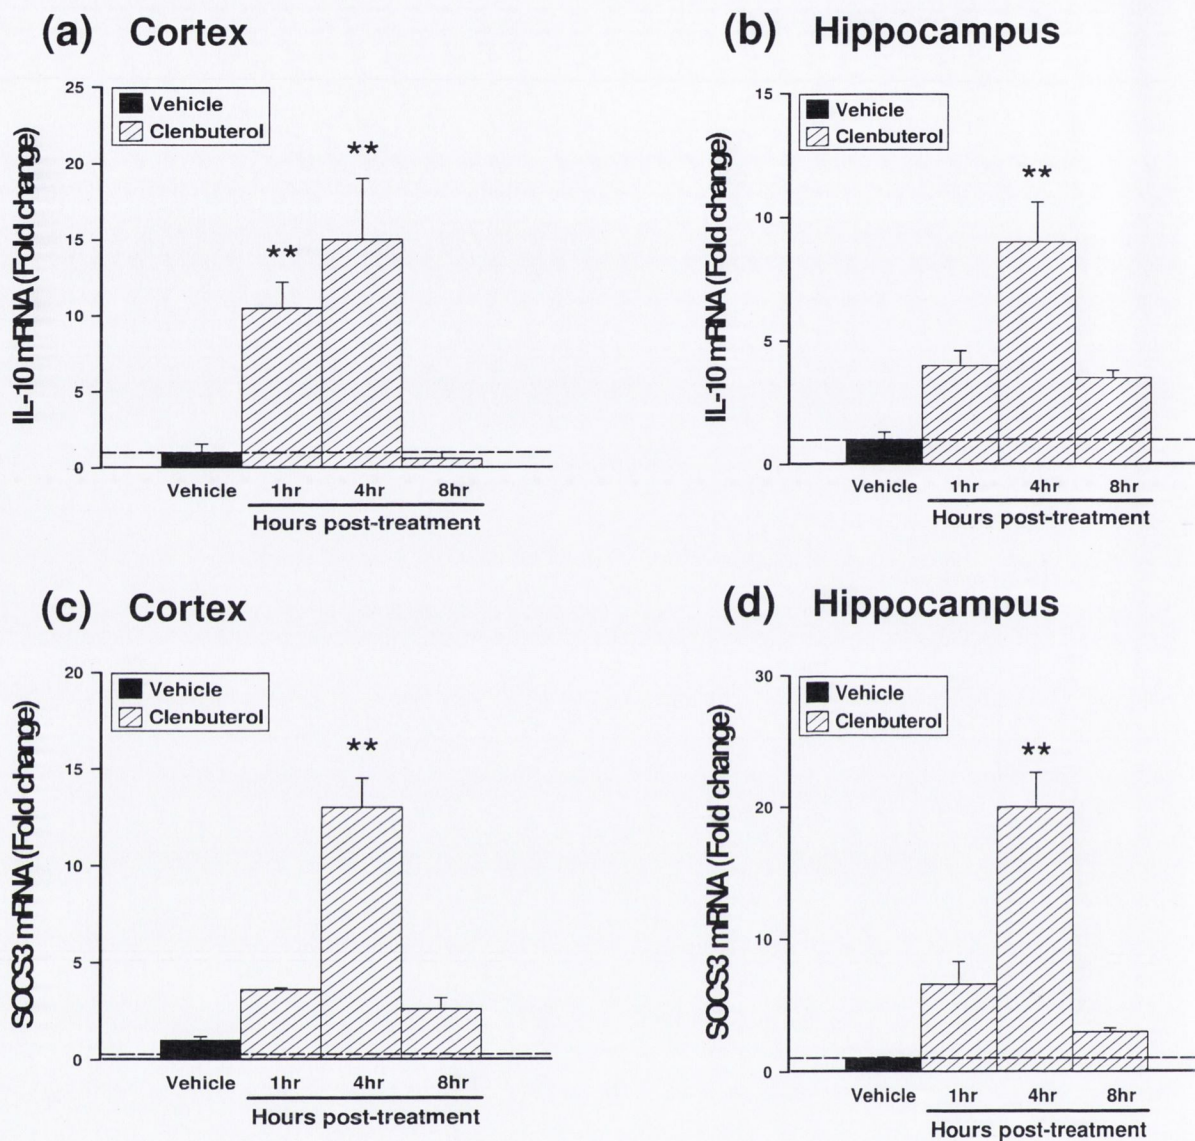 (a) Cortex
IL-10 mRNA (Fold change)
25
20
15
10
5
0
Vehicle
Clenbuterol
**
**
Vehicle 1hr 4hr 8hr
Hours post-treatment
(b) Hippocampus
IL-10 mRNA (Fold change)
15
10
5
0
Vehicle
Clenbuterol
**
Vehicle 1hr 4hr 8hr
Hours post-treatment
(c) Cortex
SOCS3 mRNA (Fold change)
20
15
10
5
0
Vehicle
Clenbuterol
**
Vehicle 1hr 4hr 8hr
Hours post-treatment
(d) Hippocampus
SOCS3 mRNA (Fold change)
30
20
10
0
Vehicle
Clenbuterol
**
Vehicle 1hr 4hr 8hr
Hours post-treatment